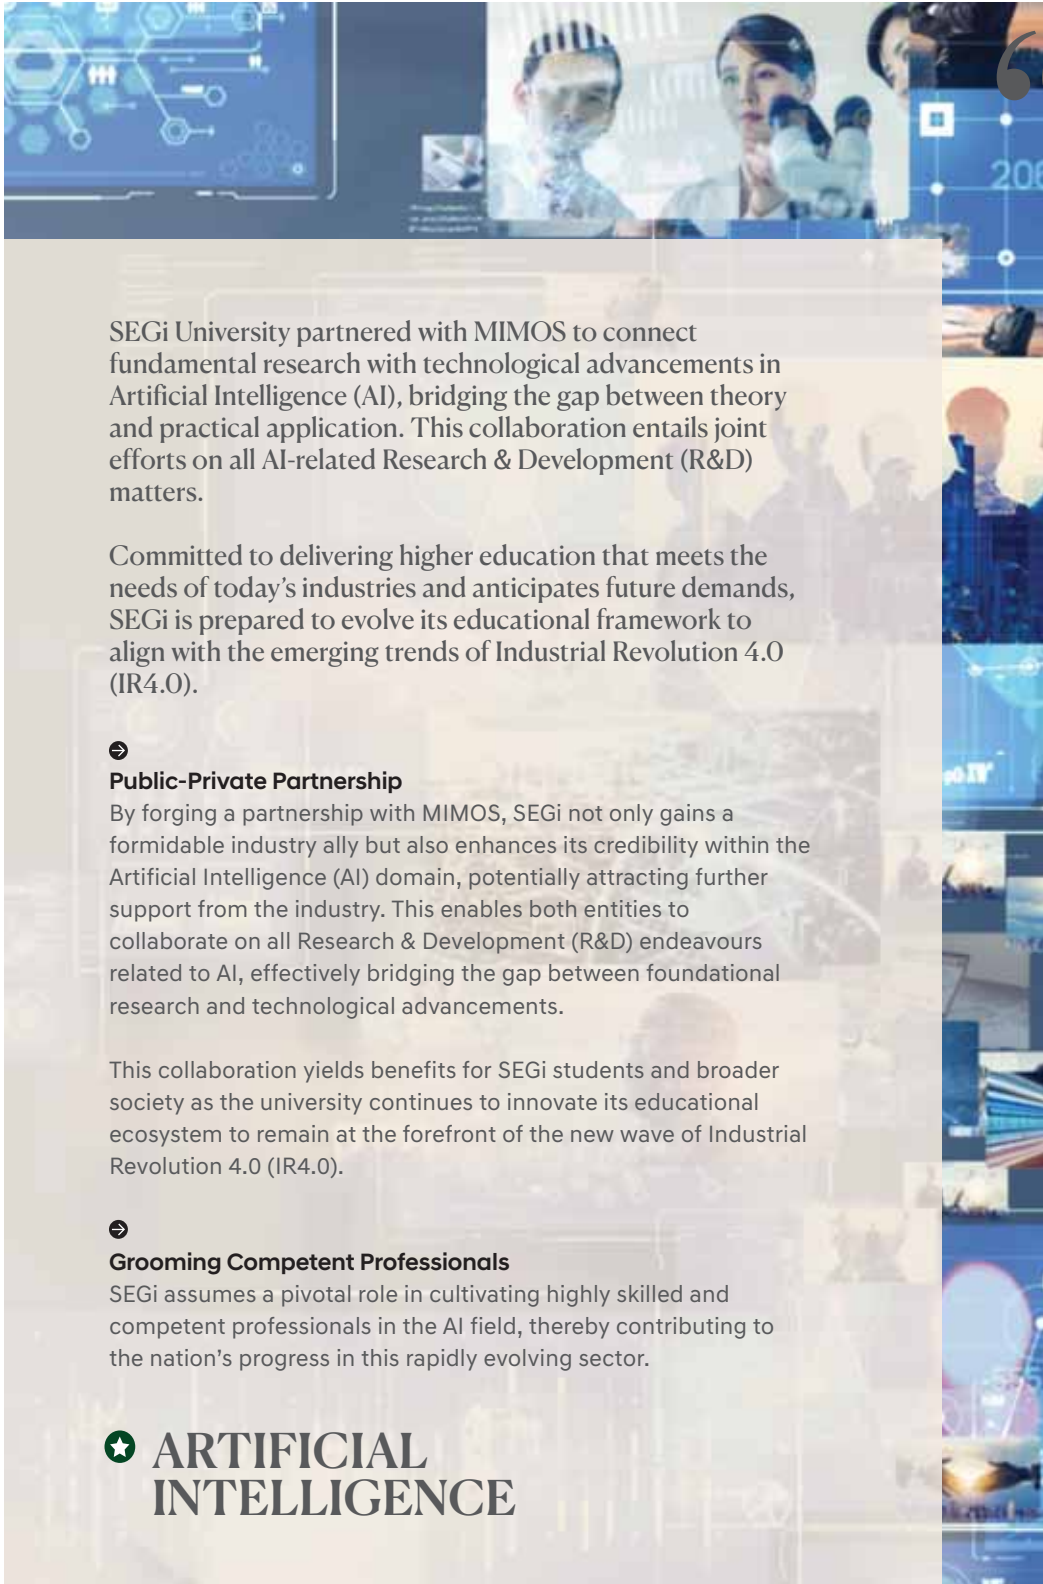 206
SEGi University partnered with MIMOS to connect
fundamental research with technological advancements in
Artificial Intelligence (AI), bridging the gap between theory
and practical application. This collaboration entails joint
efforts on all AI-related Research & Development (R&D)
matters.
Committed to delivering higher education that meets the
needs of today’s industries and anticipates future demands,
SEGi is prepared to evolve its educational framework to
align with the emerging trends of Industrial Revolution 4.0
(IR4.0).
Public-Private Partnership
By forging a partnership with MIMOS, SEGi not only gains a
formidable industry ally but also enhances its credibility within the
Artificial Intelligence (AI) domain, potentially attracting further
support from the industry. This enables both entities to
collaborate on all Research & Development (R&D) endeavours
related to AI, effectively bridging the gap between foundational
research and technological advancements.
This collaboration yields benefits for SEGi students and broader
society as the university continues to innovate its educational
ecosystem to remain at the forefront of the new wave of Industrial
Revolution 4.0 (IR4.0).
Grooming Competent Professionals
SEGi assumes a pivotal role in cultivating highly skilled and
competent professionals in the AI field, thereby contributing to
the nation’s progress in this rapidly evolving sector.
ARTIFICIAL
INTELLIGENCE